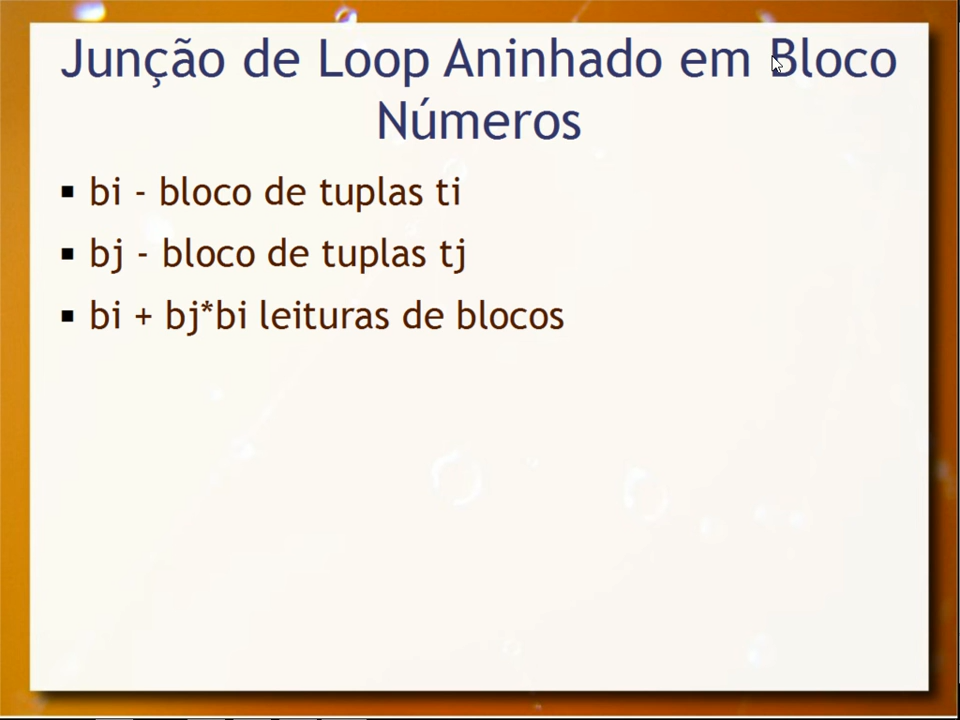 Junção de Loop Aninhado em Bloco
Números
▪ bi - bloco de tuplas ti
▪ bj - bloco de tuplas tj
▪ bi + bj*bi leituras de blocos